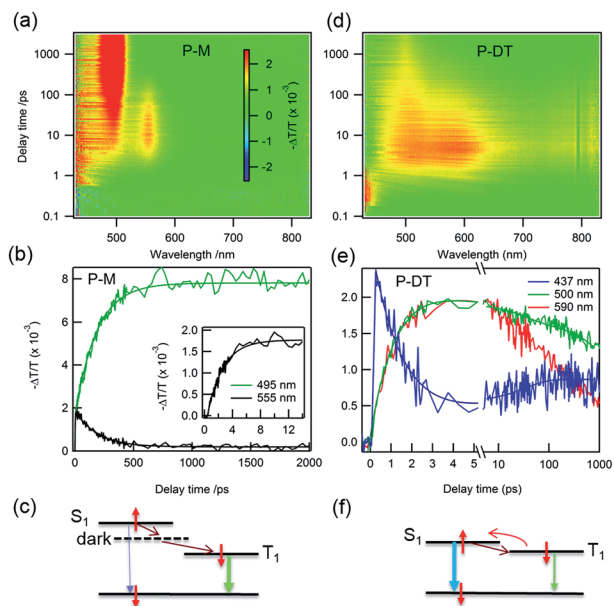 (a)
P-M
Delay time /ps
1000
100
10
1
0.1
2
1
0
-1
-2
-ΔT/T (x 10⁻³)
500
600
700
800
Wavelength /nm
(d)
P-DT
1000
100
10
1
0.1
500
600
700
800
Wavelength (nm)
(b)
P-M
-ΔT/T (x 10⁻³)
8
6
4
2
0
0
500
1000
1500
2000
Delay time /ps
-ΔT/T (x 10⁻³)
2.0
1.5
1.0
0.5
0.0
0
4
8
12
495 nm
555 nm
(e)
P-DT
437 nm
500 nm
590 nm
2.0
1.5
1.0
0.5
0.0
0
1
2
3
4
5
10
100
1000
Delay time (ps)
(c)
S₁
dark
T₁
(f)
S₁
T₁